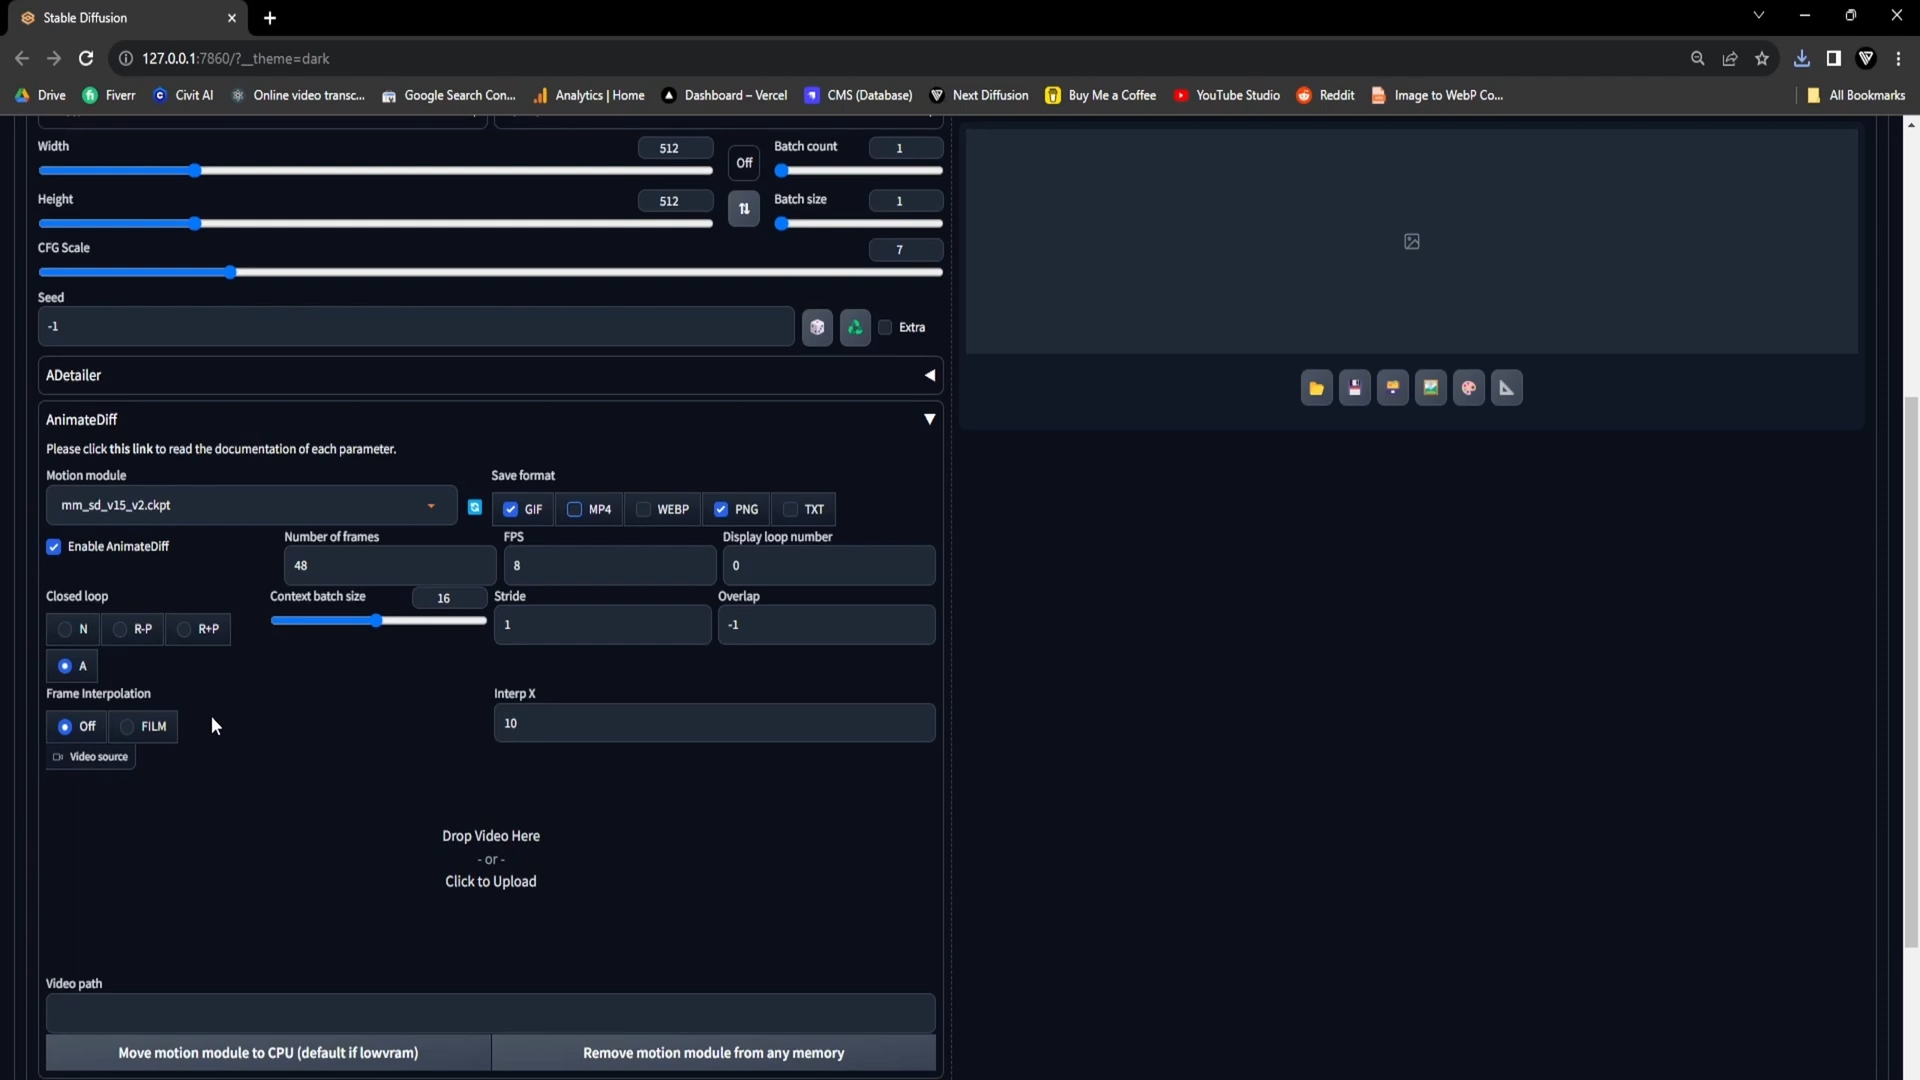 Stable Diffusion
127.0.0.1:7860/?__theme=dark
Drive Fiverr Civit AI Online video transc... Google Search Con... Analytics | Home Dashboard – Vercel CMS (Database) Next Diffusion Buy Me a Coffee YouTube Studio Reddit Image to WebP Co... All Bookmarks
Width 512 Off Batch count 1
Height 512 Batch size 1
CFG Scale 7
Seed
-1 Extra
ADetailer
AnimateDiff
Please click this link to read the documentation of each parameter.
Motion module Save format
mm_sd_v15_v2.ckpt GIF MP4 WEBP PNG TXT
Enable AnimateDiff Number of frames FPS Display loop number
48 8 0
Closed loop Context batch size 16 Stride Overlap
N R-P R+P 1 -1
A
Frame Interpolation Interp X
Off FILM 10
Video source
Drop Video Here
- or -
Click to Upload
Video path
Move motion module to CPU (default if lowvram) Remove motion module from any memory